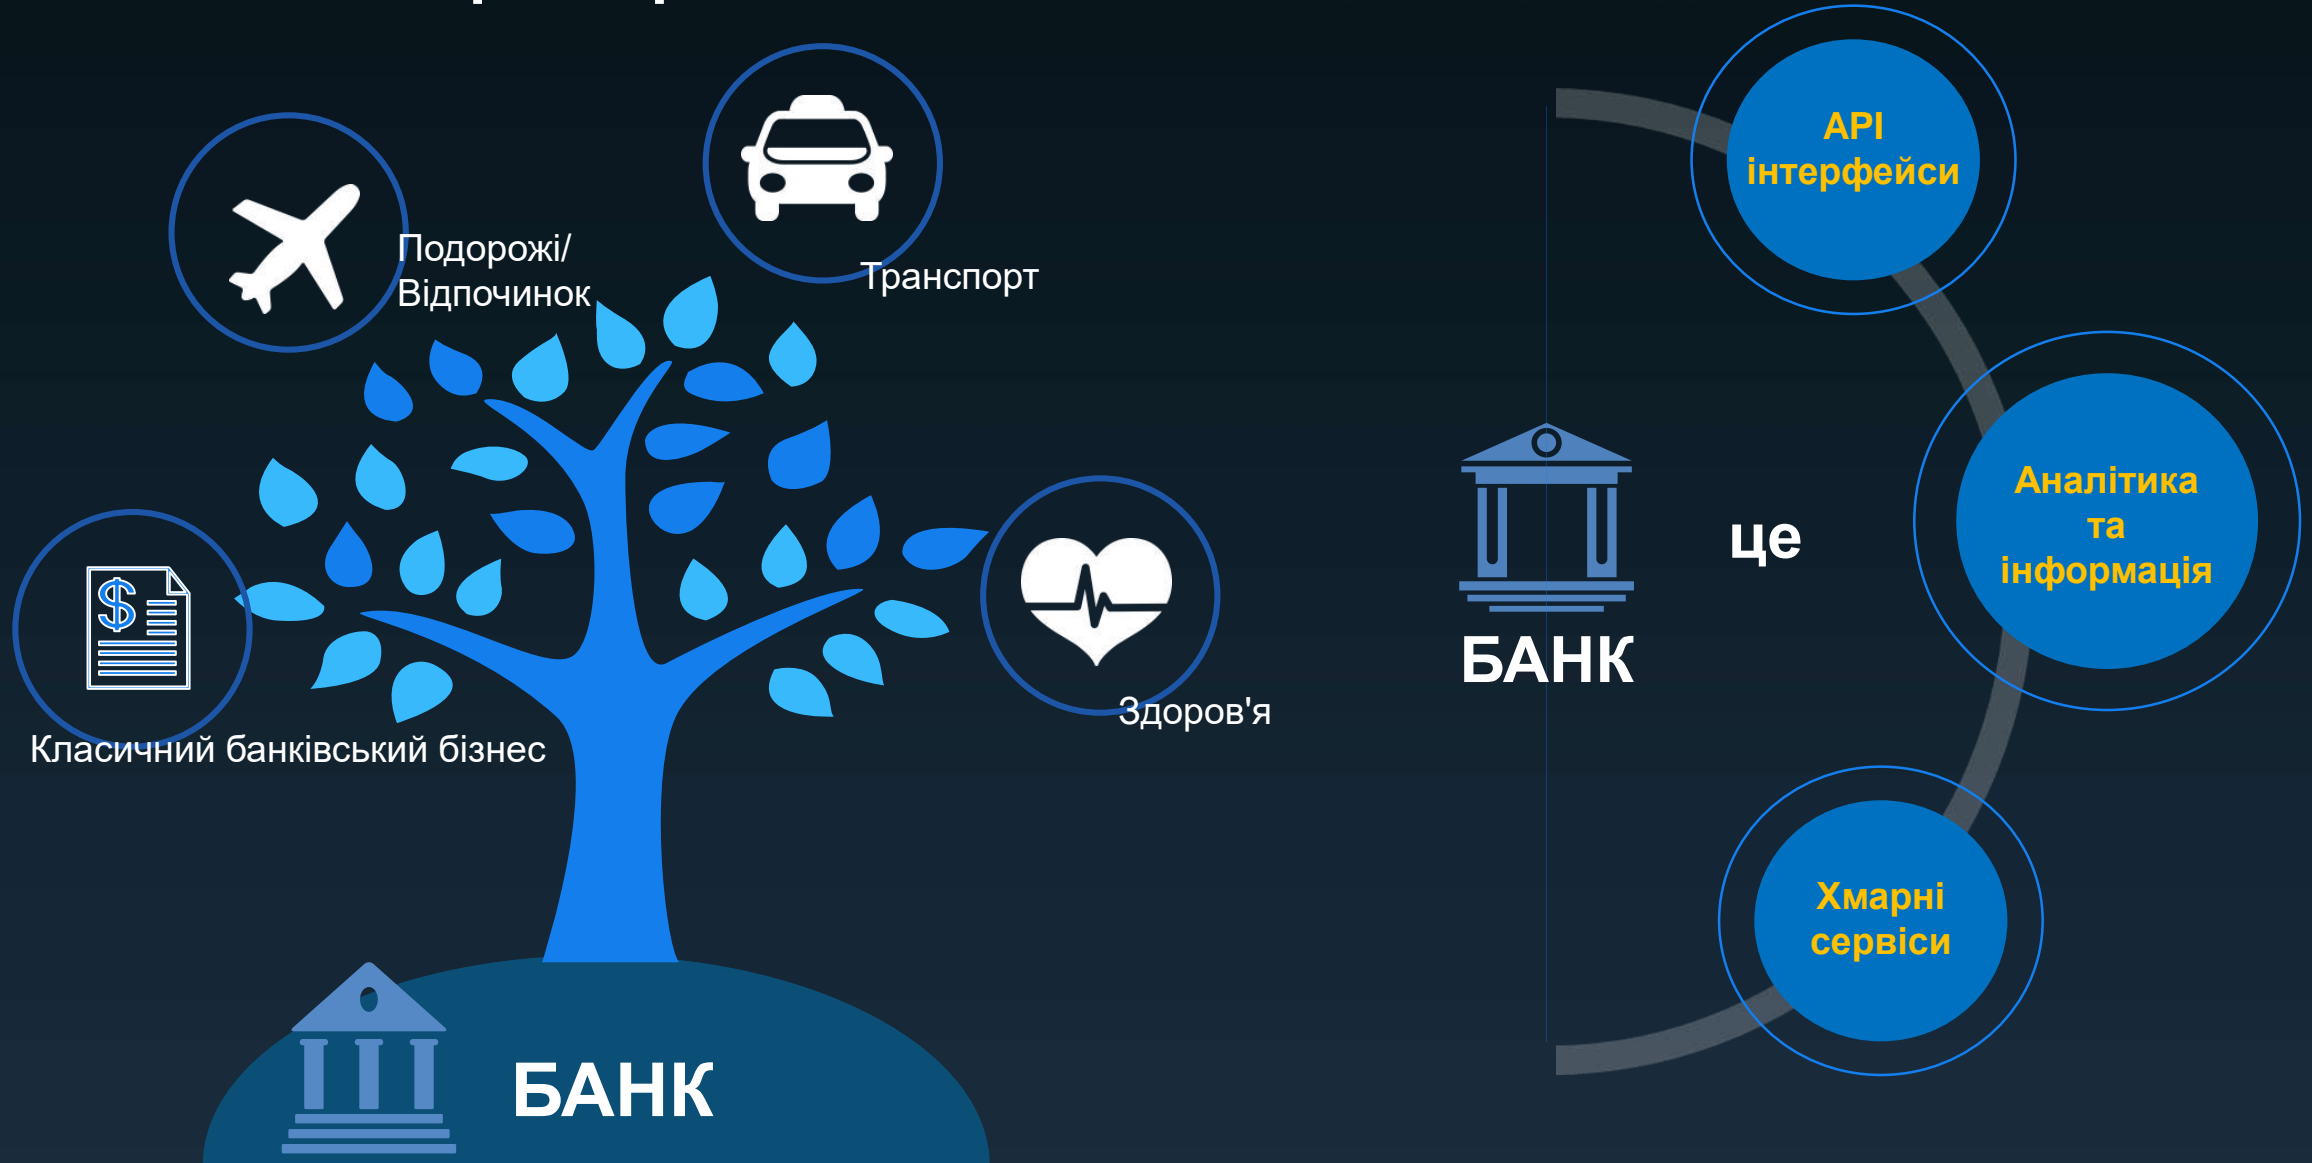 Подорожі/
Відпочинок
Транспорт
Здоров'я
$
Класичний банківський бізнес
БАНК
БАНК
це
API
інтерфейси
Аналітика
та
інформація
Хмарні
сервіси